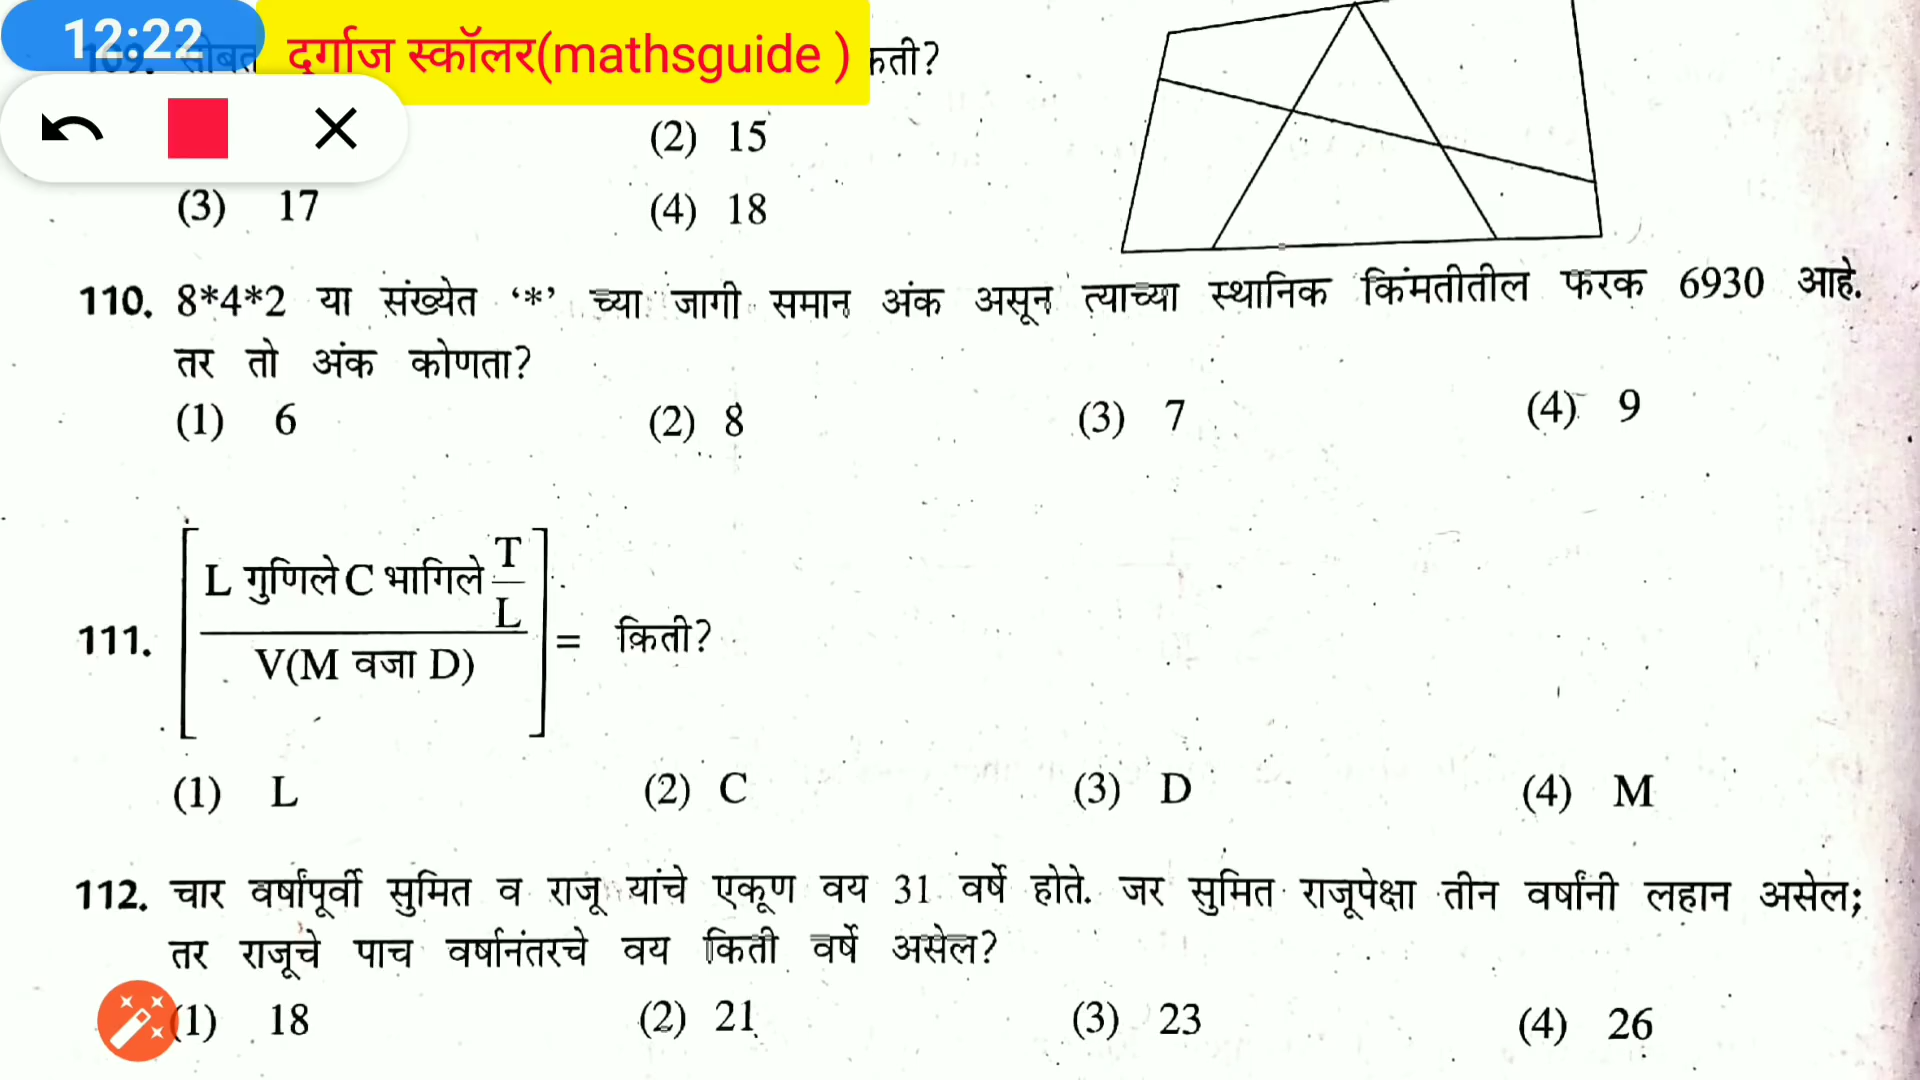 12:22
दर्गाज स्कॉलर(mathsguide )
109. सोबत
(2) 15
(3) 17
(4) 18
110. 8*4*2 या संख्येत ‘*’ च्या जागी समान अंक असून त्याच्या स्थानिक किंमतीतील फरक 6930 आहे.
तर तो अंक कोणता?
(1) 6 (2) 8 (3) 7 (4) 9
111. [L गुणिले C भागिले T/L / V(M वजा D)] = किती?
(1) L (2) C (3) D (4) M
112. चार वर्षांपूर्वी सुमित व राजू यांचे एकूण वय 31 वर्षे होते. जर सुमित राजूपेक्षा तीन वर्षांनी लहान असेल;
तर राजूचे पाच वर्षानंतरचे वय किती वर्षे असेल?
(1) 18 (2) 21 (3) 23 (4) 26